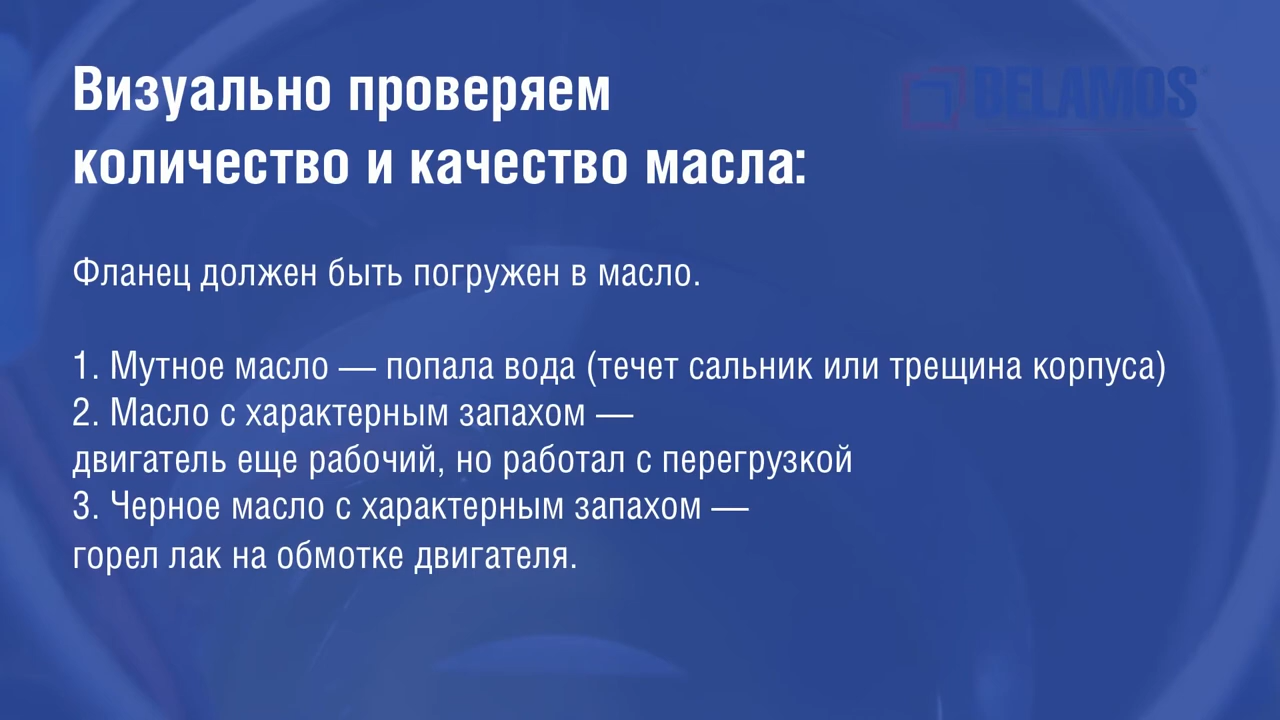 Визуально проверяем
BELAMOS
количество и качество масла:
Фланец должен быть погружен в масло.
1. Мутное масло — попала вода (течет сальник или трещина корпуса)
2. Масло с характерным запахом —
двигатель еще рабочий, но работал с перегрузкой
3. Черное масло с характерным запахом —
горел лак на обмотке двигателя.